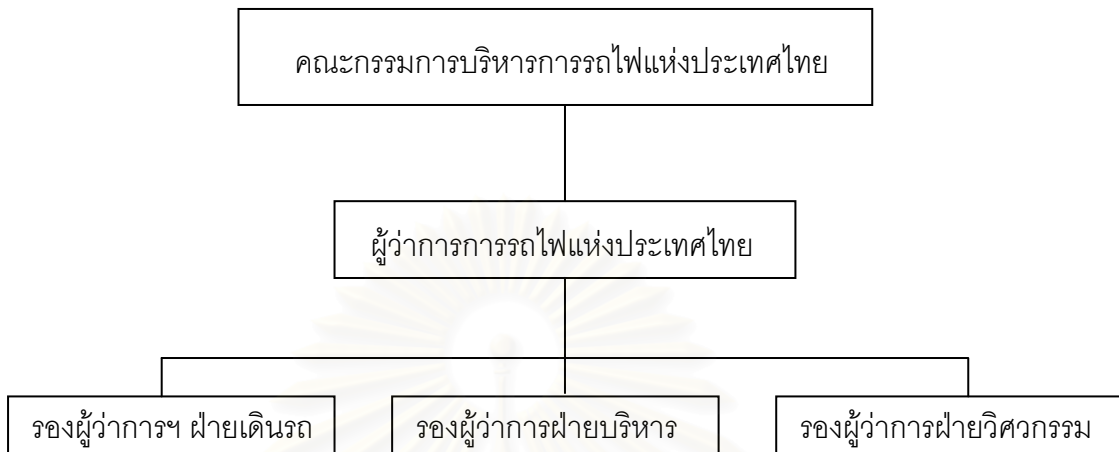 คณะกรรมการบริหารการรถไฟแห่งประเทศไทย
ผู้ว่าการการรถไฟแห่งประเทศไทย
รองผู้ว่าการฯ ฝ่ายเดินรถ
รองผู้ว่าการฝ่ายบริหาร
รองผู้ว่าการฝ่ายวิศวกรรม